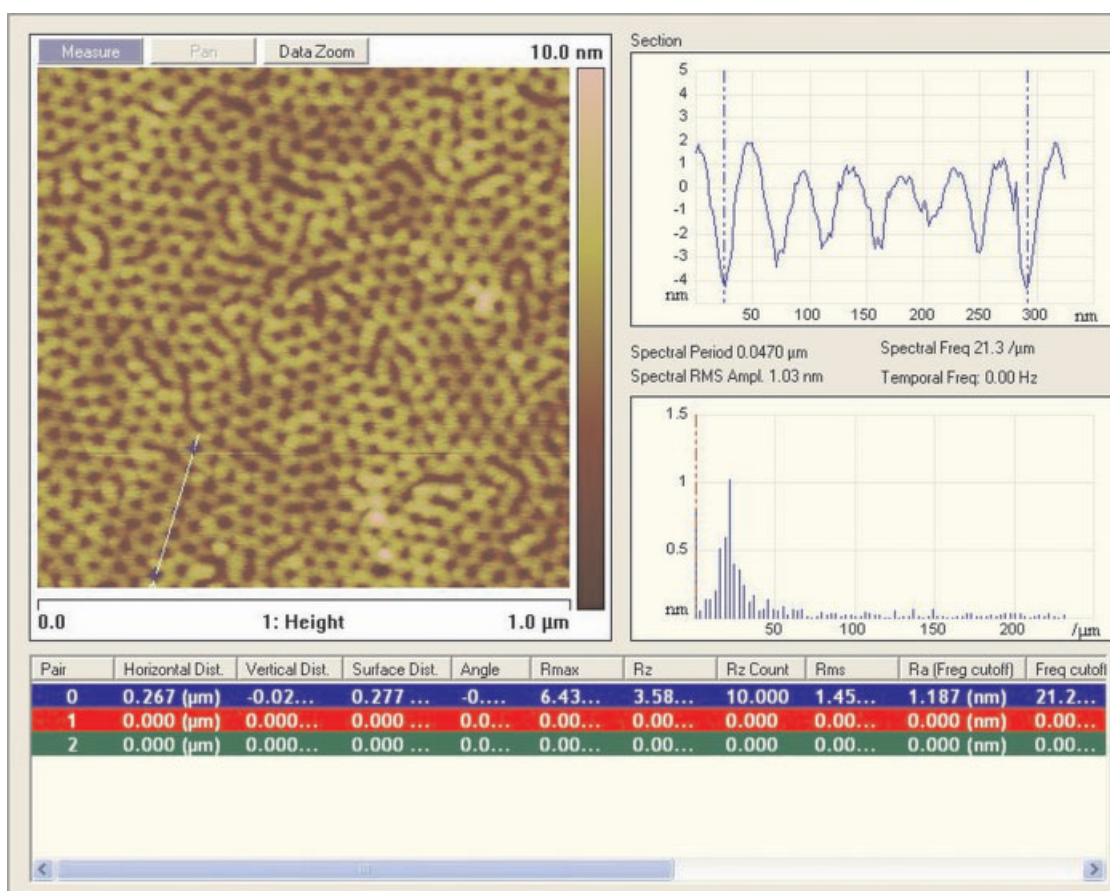 Measure Pan Data Zoom 10.0 nm
0.0 1: Height 1.0 µm
Section
5
4
3
2
1
0
-1
-2
-3
-4
nm
50 100 150 200 250 300 nm
Spectral Period 0.0470 µm Spectral Freq 21.3 /µm
Spectral RMS Ampl. 1.03 nm Temporal Freq: 0.00 Hz
1.5
1
0.5
nm
50 100 150 200 /µm
Pair Horizontal Dist. Vertical Dist. Surface Dist. Angle Rmax Rz Rz Count Rms Ra (Freq cutoff) Freq cutoff
0 0.267 (µm) -0.02... 0.277 ... -0.... 6.43... 3.58... 10.000 1.45... 1.187 (nm) 21.2...
1 0.000 (µm) 0.000... 0.000 ... 0.0... 0.00... 0.00... 0.000 0.00... 0.000 (nm) 0.00...
2 0.000 (µm) 0.000... 0.000 ... 0.0... 0.00... 0.00... 0.000 0.00... 0.000 (nm) 0.00...